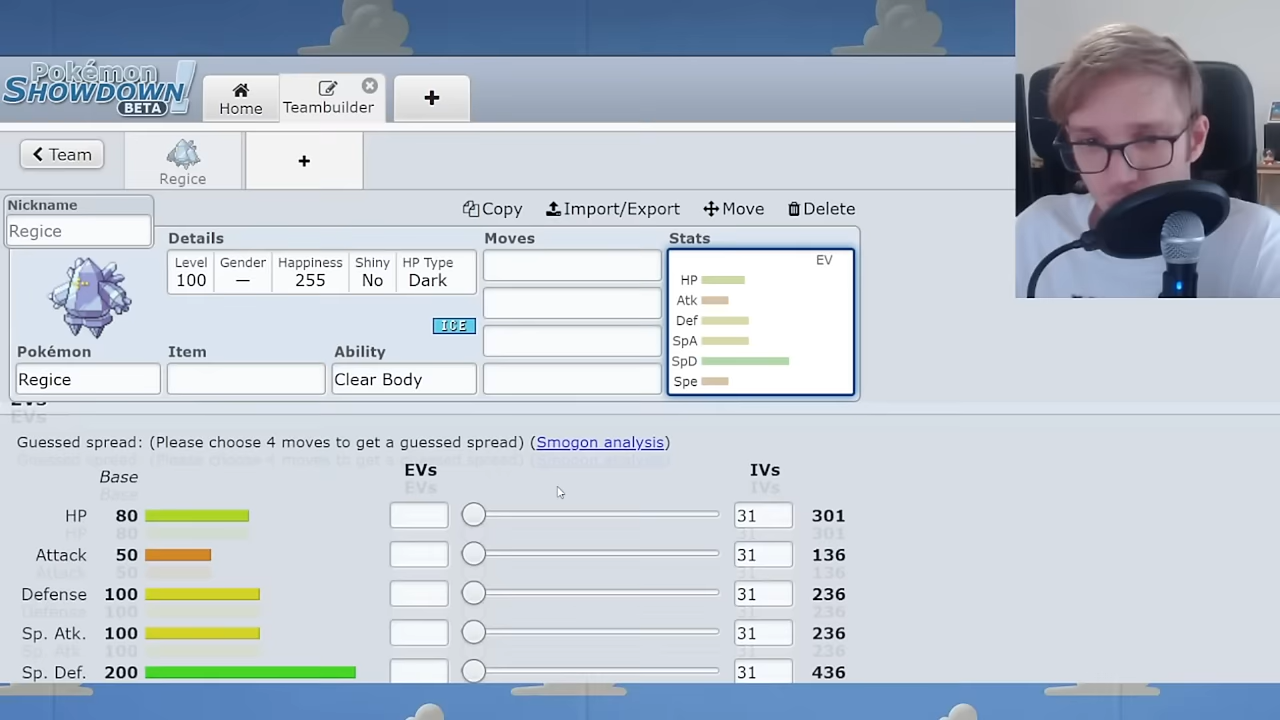 Pokémon
SHOWDOWN!
BETA
Home
Teambuilder
+
Team
Regice
+
Nickname
Regice
Copy
Import/Export
Move
Delete
Details
Level
100
Gender
—
Happiness
255
Shiny
No
HP Type
Dark
ICE
Pokémon
Regice
Item
Ability
Clear Body
Moves
Stats
EV
HP
Atk
Def
SpA
SpD
Spe
EVs
Guessed spread: (Please choose 4 moves to get a guessed spread) (Smogon analysis)
Base EVs IVs
HP 80 31 301
Attack 50 31 136
Defense 100 31 236
Sp. Atk. 100 31 236
Sp. Def. 200 31 436